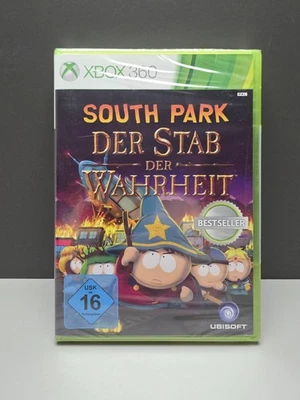 XBOX 360
SOUTH PARK
DER STAB
DER
WAHRHEIT
BESTSELLER
USK
16
UBISOFT